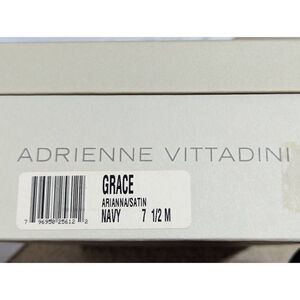 ADRIENNE VITTADINI
GRACE
ARIANNA/SATIN
NAVY 7 1/2 M
7 96950 25612 2